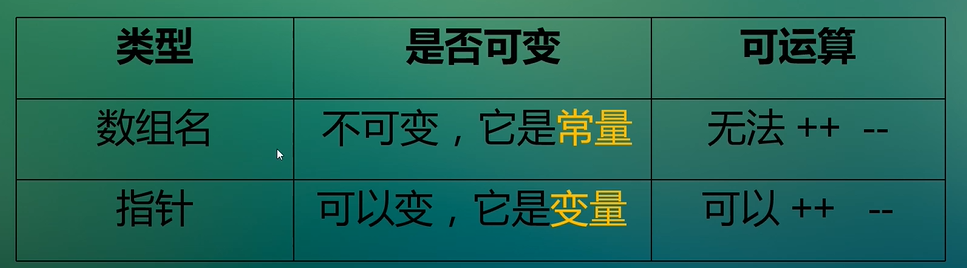 类型 是否可变 可运算
数组名 不可变，它是常量 无法 ++ --
指针 可以变，它是变量 可以 ++ --